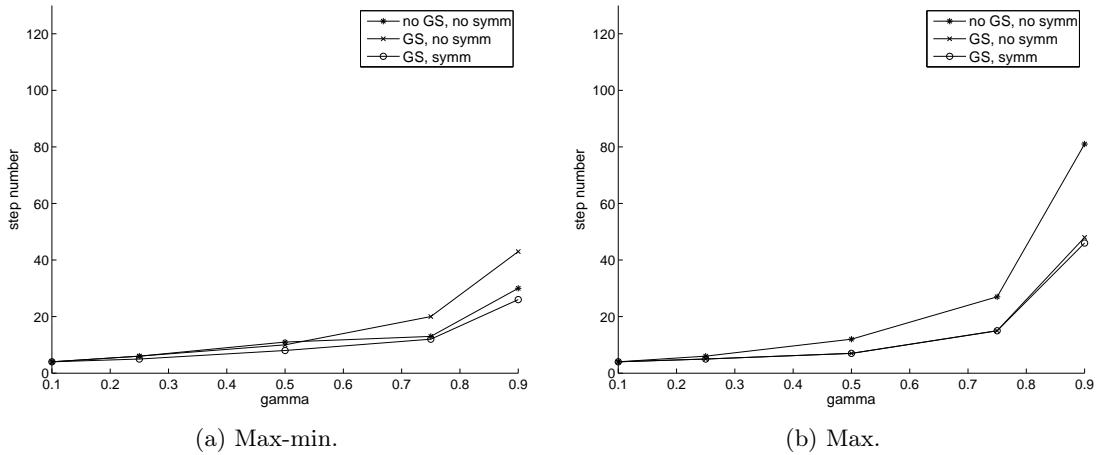 120
100
80
60
40
20
0
step number
0.1 0.2 0.3 0.4 0.5 0.6 0.7 0.8 0.9
gamma
no GS, no symm
GS, no symm
GS, symm
(a) Max-min.
120
100
80
60
40
20
0
step number
0.1 0.2 0.3 0.4 0.5 0.6 0.7 0.8 0.9
gamma
no GS, no symm
GS, no symm
GS, symm
(b) Max.